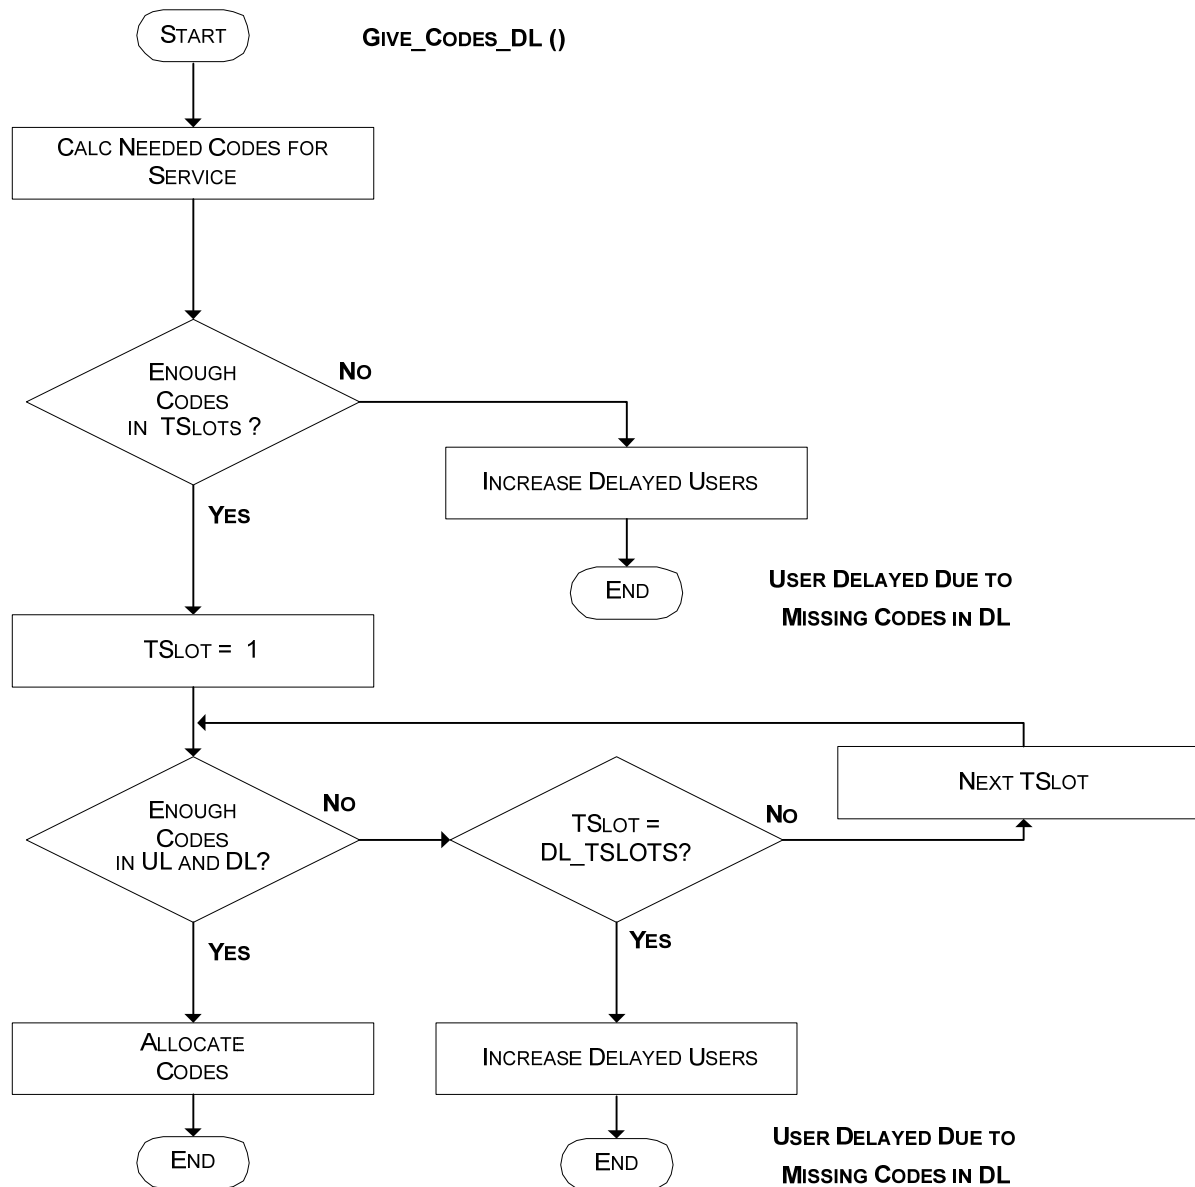 START
GIVE_CODES_DL ()
CALC NEEDED CODES FOR
SERVICE
ENOUGH
CODES
IN TSLOTS ?
NO
INCREASE DELAYED USERS
YES
END
USER DELAYED DUE TO
MISSING CODES IN DL
TSLOT = 1
NEXT TSLOT
ENOUGH
CODES
IN UL AND DL?
NO
TSLOT =
DL_TSLOTS?
NO
YES
YES
ALLOCATE
CODES
INCREASE DELAYED USERS
END
END
USER DELAYED DUE TO
MISSING CODES IN DL